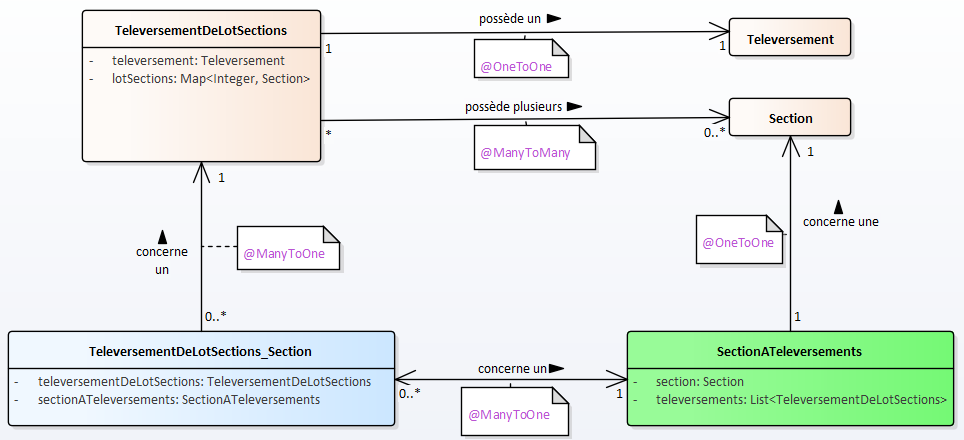 TeleversementDeLotSections
- televersement: Televersement
- lotSections: Map<Integer, Section>
possède un
1
1
@OneToOne
Televersement
possède plusieurs
*
0..*
@ManyToMany
Section
1
concerne
un
@ManyToOne
0..*
1
concerne une
@OneToOne
1
TeleversementDeLotSections_Section
- televersementDeLotSections: TeleversementDeLotSections
- sectionATeleversements: SectionATeleversements
concerne un
0..*
1
@ManyToOne
SectionATeleversements
- section: Section
- televersements: List<TeleversementDeLotSections>